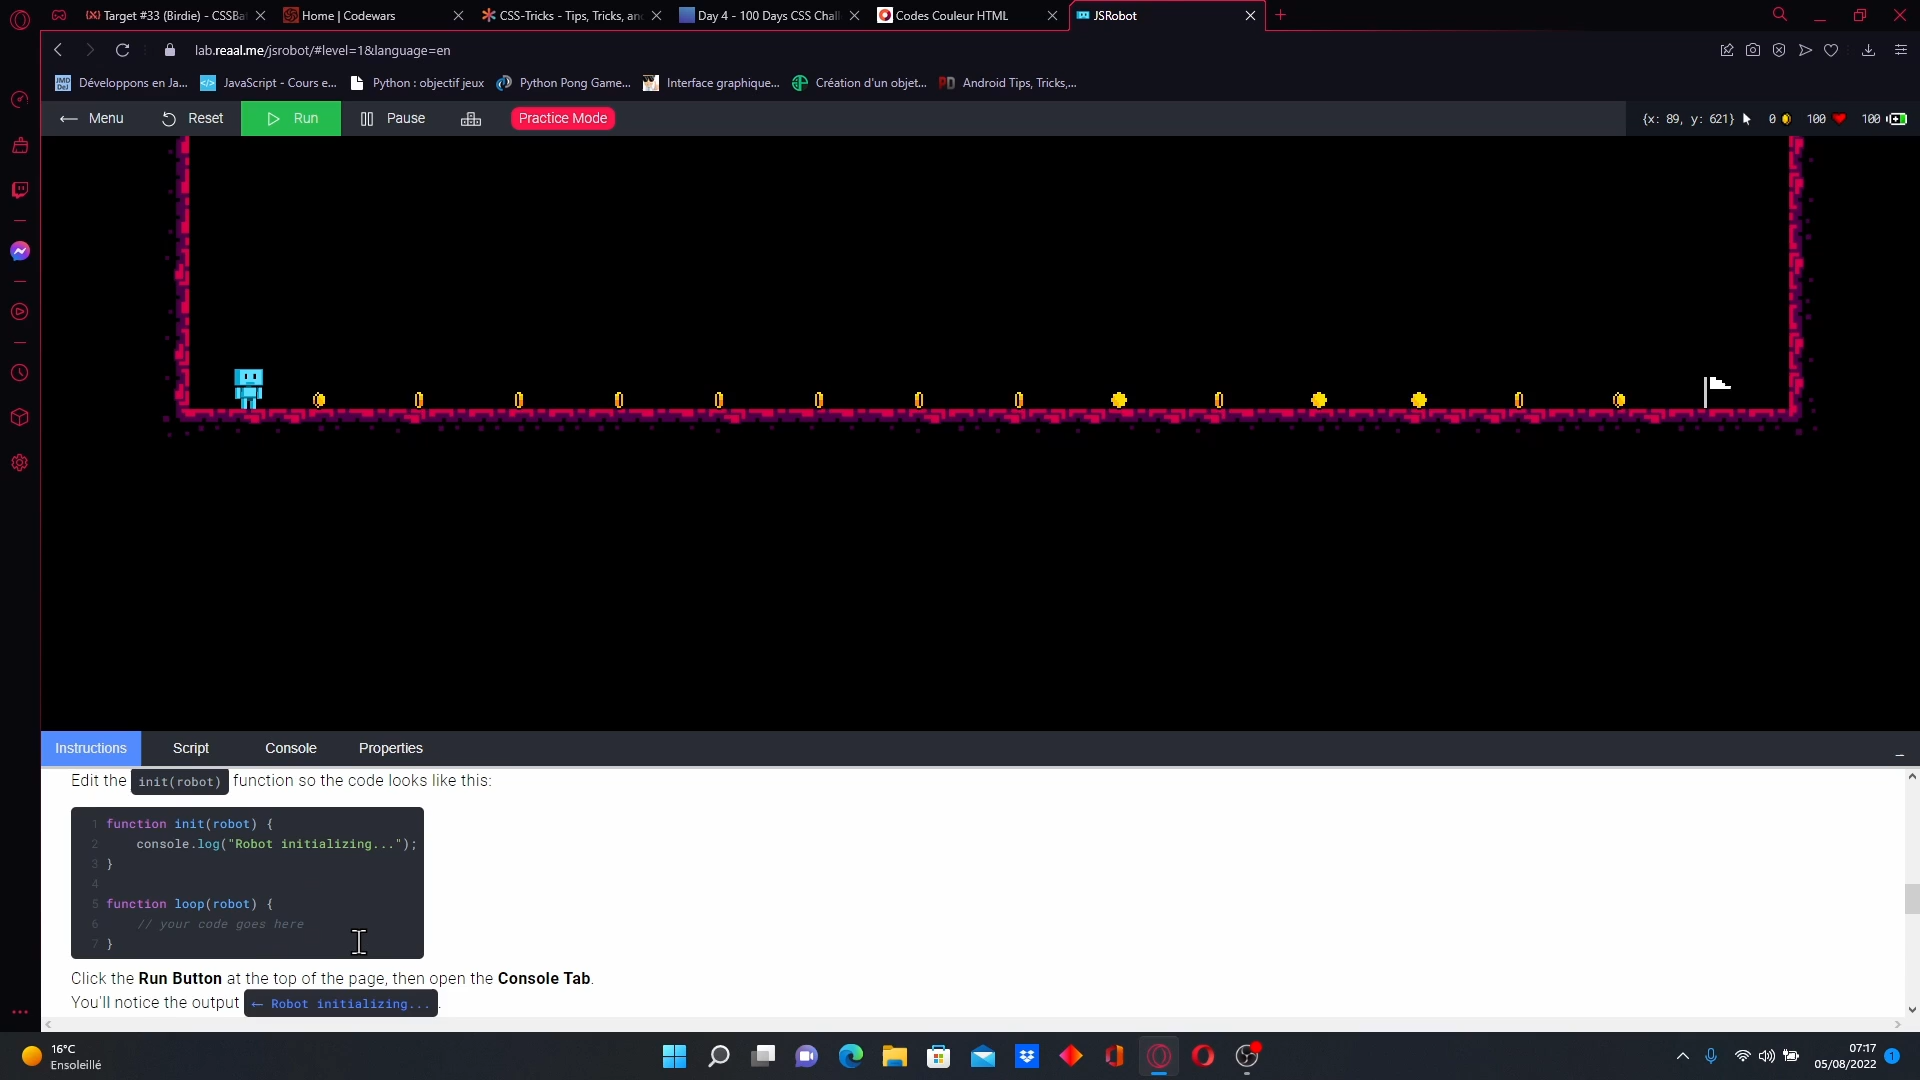 (X) Target #33 (Birdie) - CSSBa
Home | Codewars
CSS-Tricks - Tips, Tricks, an
Day 4 - 100 Days CSS Chall
Codes Couleur HTML
JSRobot
lab.reaal.me/jsrobot/#level=1&language=en
JMD DeJ Développons en Ja...
</> JavaScript - Cours e...
Python : objectif jeux
Python Pong Game...
Interface graphique...
Création d'un objet...
PD Android Tips, Tricks,...
Menu
Reset
Run
Pause
Practice Mode
{x: 89, y: 621}
0
100
100
Instructions
Script
Console
Properties
Edit the init(robot) function so the code looks like this:
1 function init(robot) {
2 console.log("Robot initializing...");
3 }
4
5 function loop(robot) {
6 // your code goes here
7 }
Click the Run Button at the top of the page, then open the Console Tab.
You'll notice the output ← Robot initializing... .
16°C
Ensoleillé
07:17
05/08/2022
1